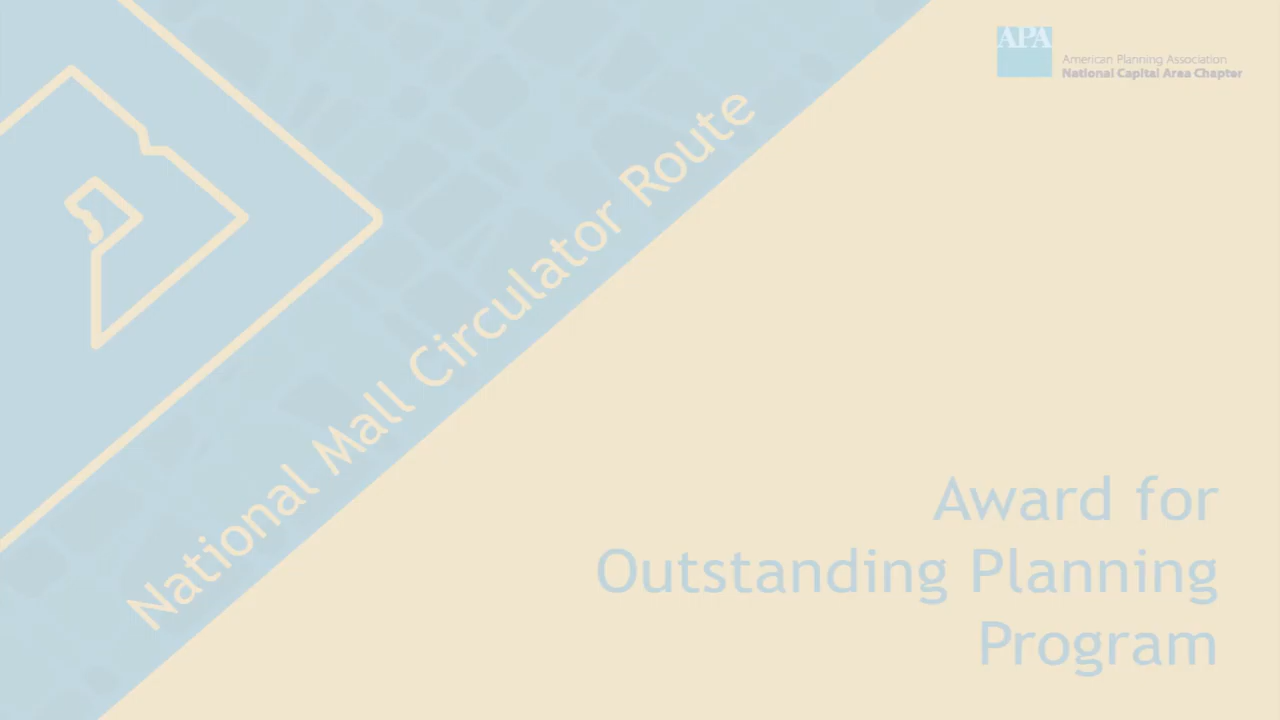 APA
American Planning Association
National Capital Area Chapter
National Mall Circulator Route
Award for
Outstanding Planning
Program